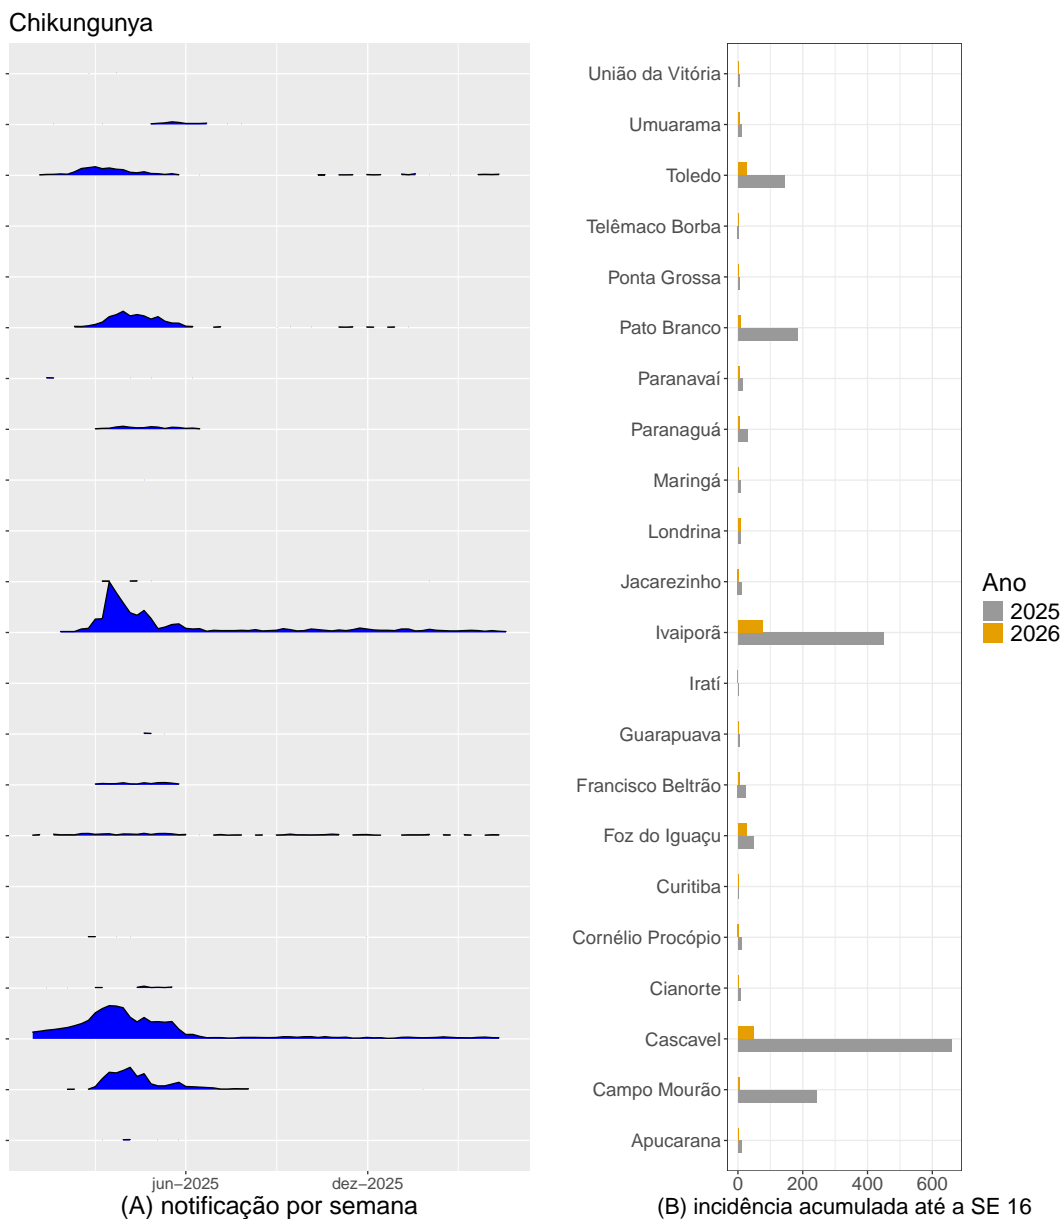 Chikungunya
União da Vitória
Umuarama
Toledo
Telêmaco Borba
Ponta Grossa
Pato Branco
Paranavaí
Paranaguá
Maringá
Londrina
Jacarezinho
Ivaiporã
Iratí
Guarapuava
Francisco Beltrão
Foz do Iguaçu
Curitiba
Cornélio Procópio
Cianorte
Cascavel
Campo Mourão
Apucarana
jun−2025 dez−2025
(A) notificação por semana
0 200 400 600
(B) incidência acumulada até a SE 16
Ano
2025
2026